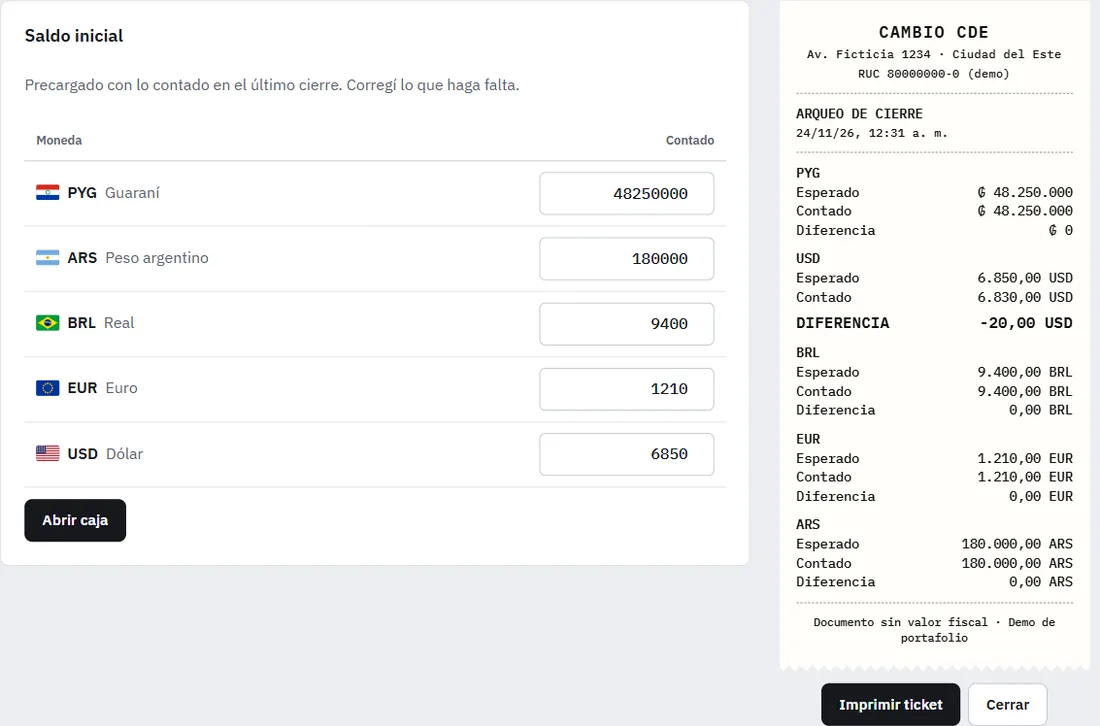 Saldo inicial
Precargado con lo contado en el último cierre. Corregí lo que haga falta.
Moneda Contado
PYG Guaraní 48250000
ARS Peso argentino 180000
BRL Real 9400
EUR Euro 1210
USD Dólar 6850
Abrir caja
CAMBIO CDE
Av. Ficticia 1234 · Ciudad del Este
RUC 80000000-0 (demo)
ARQUEO DE CIERRE
24/11/26, 12:31 a. m.
PYG
Esperado ₲ 48.250.000
Contado ₲ 48.250.000
Diferencia ₲ 0
USD
Esperado 6.850,00 USD
Contado 6.830,00 USD
DIFERENCIA -20,00 USD
BRL
Esperado 9.400,00 BRL
Contado 9.400,00 BRL
Diferencia 0,00 BRL
EUR
Esperado 1.210,00 EUR
Contado 1.210,00 EUR
Diferencia 0,00 EUR
ARS
Esperado 180.000,00 ARS
Contado 180.000,00 ARS
Diferencia 0,00 ARS
Documento sin valor fiscal · Demo de
portafolio
Imprimir ticket Cerrar